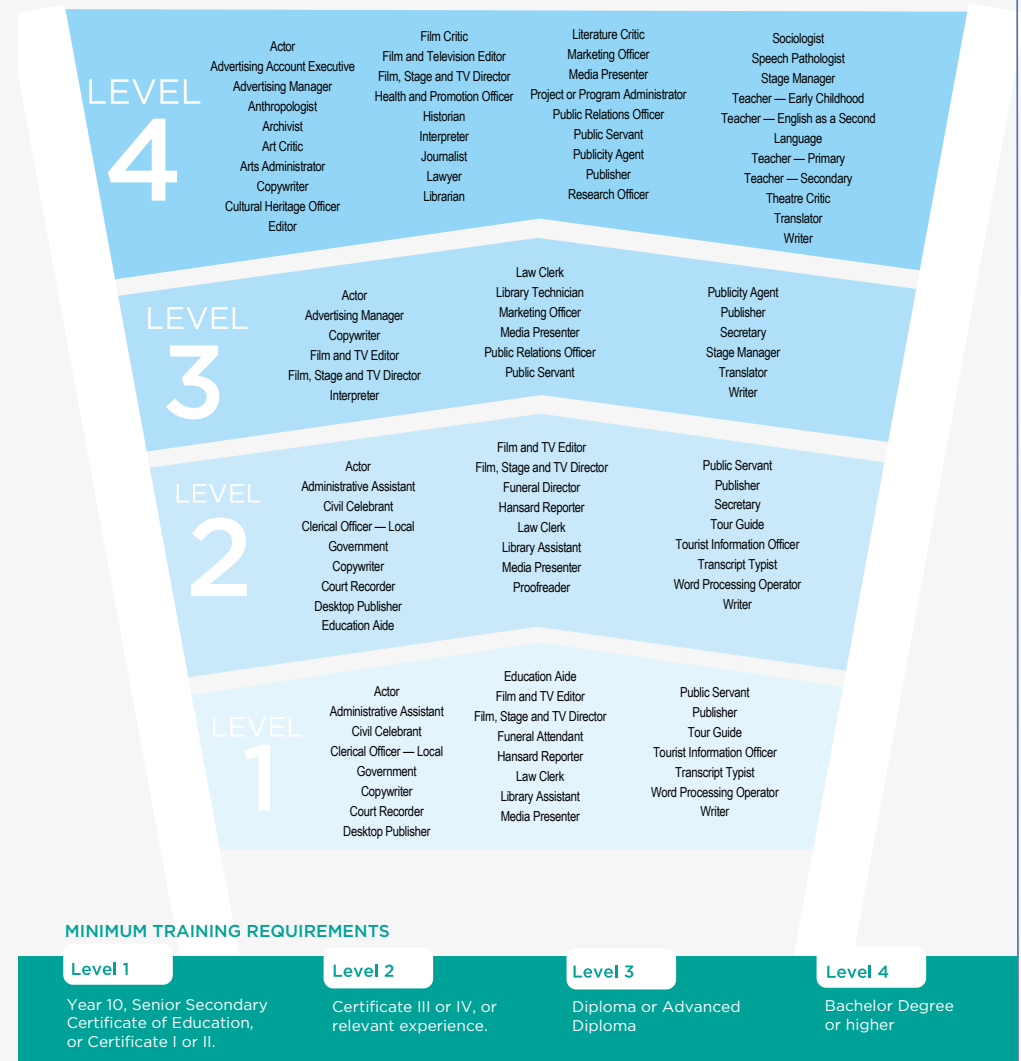 LEVEL
4
Actor
Advertising Account Executive
Advertising Manager
Anthropologist
Archivist
Art Critic
Arts Administrator
Copywriter
Cultural Heritage Officer
Editor
Film Critic
Film and Television Editor
Film, Stage and TV Director
Health and Promotion Officer
Historian
Interpreter
Journalist
Lawyer
Librarian
Literature Critic
Marketing Officer
Media Presenter
Project or Program Administrator
Public Relations Officer
Public Servant
Publicity Agent
Publisher
Research Officer
Sociologist
Speech Pathologist
Stage Manager
Teacher — Early Childhood
Teacher — English as a Second
Language
Teacher — Primary
Teacher — Secondary
Theatre Critic
Translator
Writer
LEVEL
3
Actor
Advertising Manager
Copywriter
Film and TV Editor
Film, Stage and TV Director
Interpreter
Law Clerk
Library Technician
Marketing Officer
Media Presenter
Public Relations Officer
Public Servant
Publicity Agent
Publisher
Secretary
Stage Manager
Translator
Writer
LEVEL
2
Actor
Administrative Assistant
Civil Celebrant
Clerical Officer — Local
Government
Copywriter
Court Recorder
Desktop Publisher
Education Aide
Film and TV Editor
Film, Stage and TV Director
Funeral Director
Hansard Reporter
Law Clerk
Library Assistant
Media Presenter
Proofreader
Public Servant
Publisher
Secretary
Tour Guide
Tourist Information Officer
Transcript Typist
Word Processing Operator
Writer
LEVEL
1
Actor
Administrative Assistant
Civil Celebrant
Clerical Officer — Local
Government
Copywriter
Court Recorder
Desktop Publisher
Education Aide
Film and TV Editor
Film, Stage and TV Director
Funeral Attendant
Hansard Reporter
Law Clerk
Library Assistant
Media Presenter
Public Servant
Publisher
Tour Guide
Tourist Information Officer
Transcript Typist
Word Processing Operator
Writer
MINIMUM TRAINING REQUIREMENTS
Level 1
Year 10, Senior Secondary
Certificate of Education,
or Certificate I or II.
Level 2
Certificate III or IV, or
relevant experience.
Level 3
Diploma or Advanced
Diploma
Level 4
Bachelor Degree
or higher